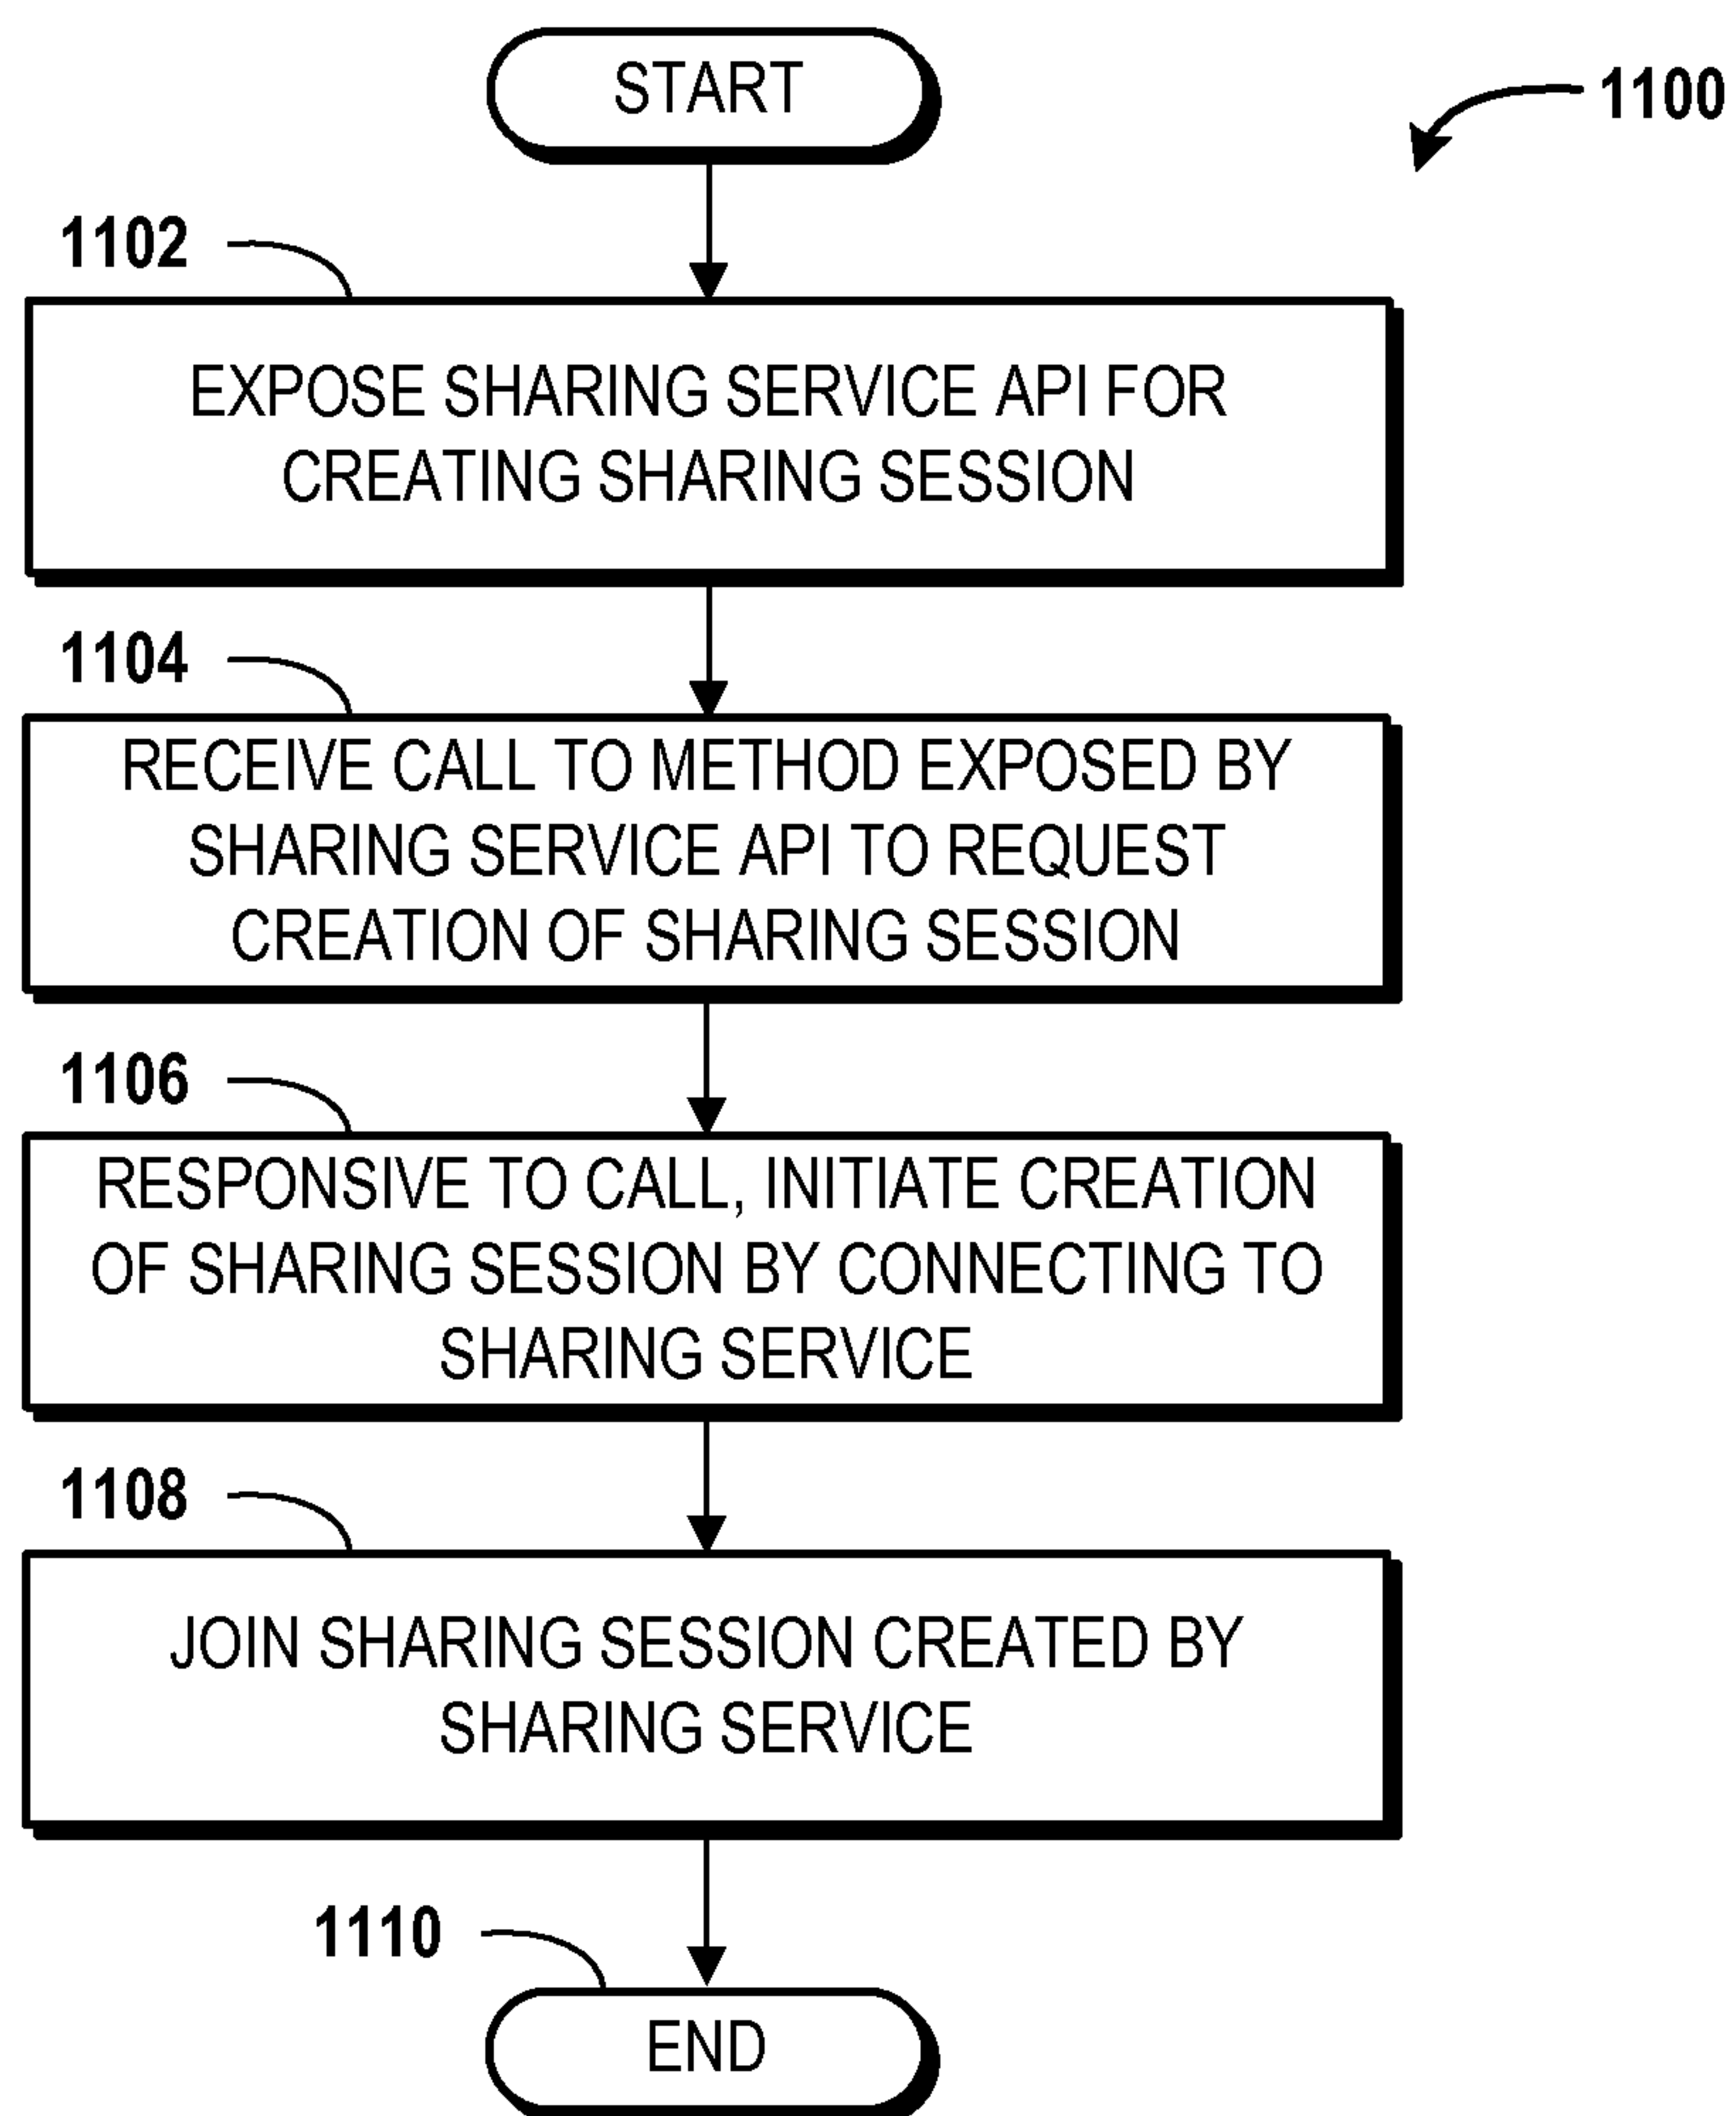 START
1100
1102
EXPOSE SHARING SERVICE API FOR
CREATING SHARING SESSION
1104
RECEIVE CALL TO METHOD EXPOSED BY
SHARING SERVICE API TO REQUEST
CREATION OF SHARING SESSION
1106
RESPONSIVE TO CALL, INITIATE CREATION
OF SHARING SESSION BY CONNECTING TO
SHARING SERVICE
1108
JOIN SHARING SESSION CREATED BY
SHARING SERVICE
1110
END